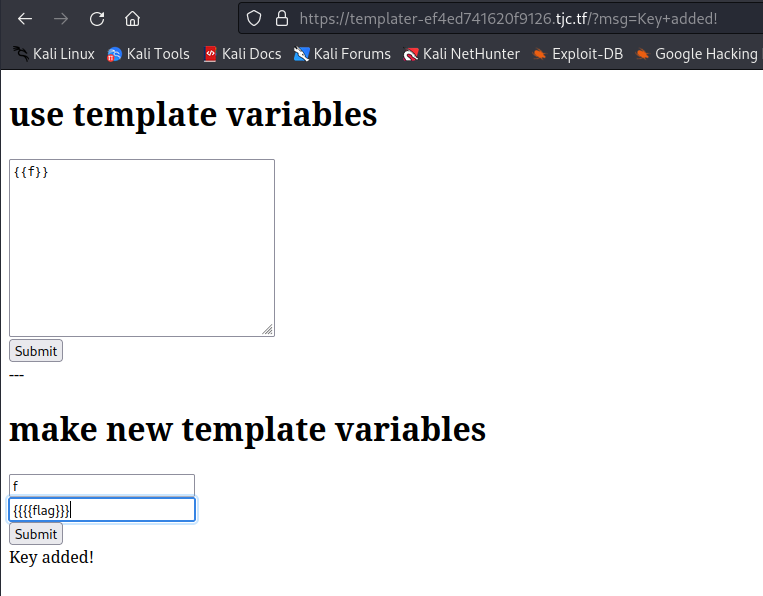 https://templater-ef4ed741620f9126.tjc.tf/?msg=Key+added!
Kali Linux Kali Tools Kali Docs Kali Forums Kali NetHunter Exploit-DB Google Hacking
use template variables
{{f}}
Submit
---
make new template variables
f
{{{{flag}}}
Submit
Key added!